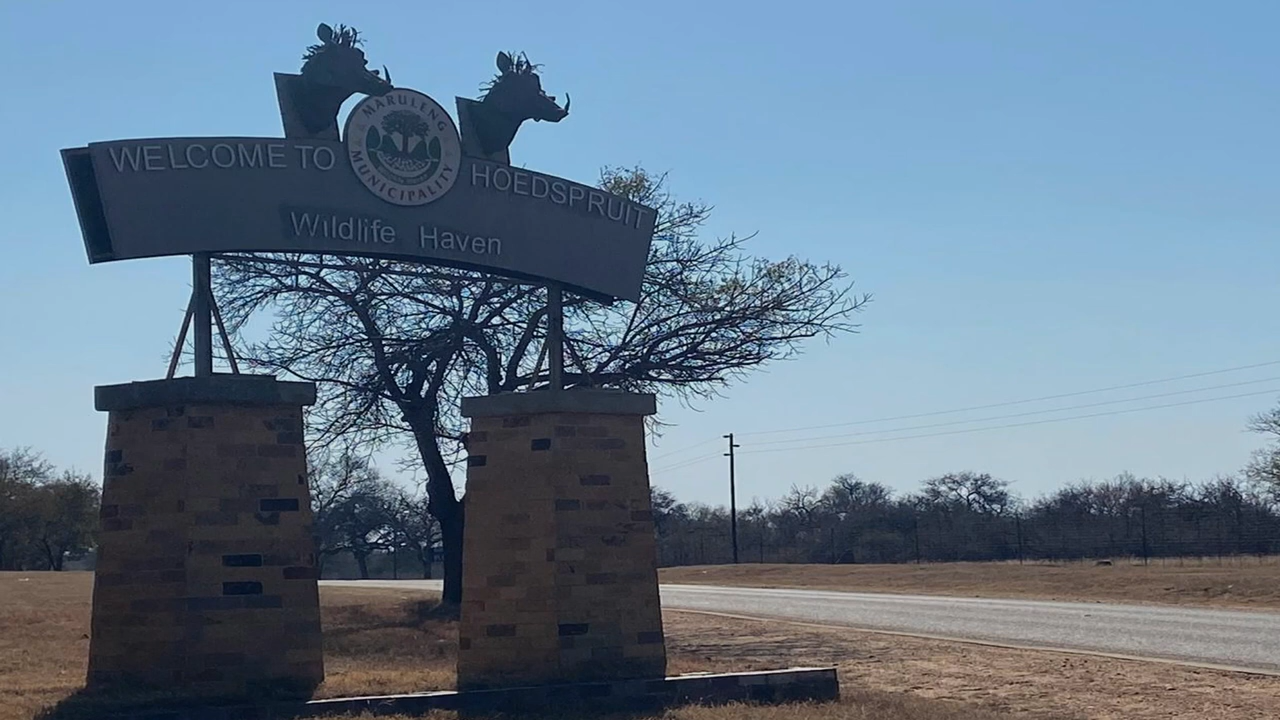 MARULENG
MUNICIPALITY
WELCOME TO HOEDSPRUIT
Wildlife Haven